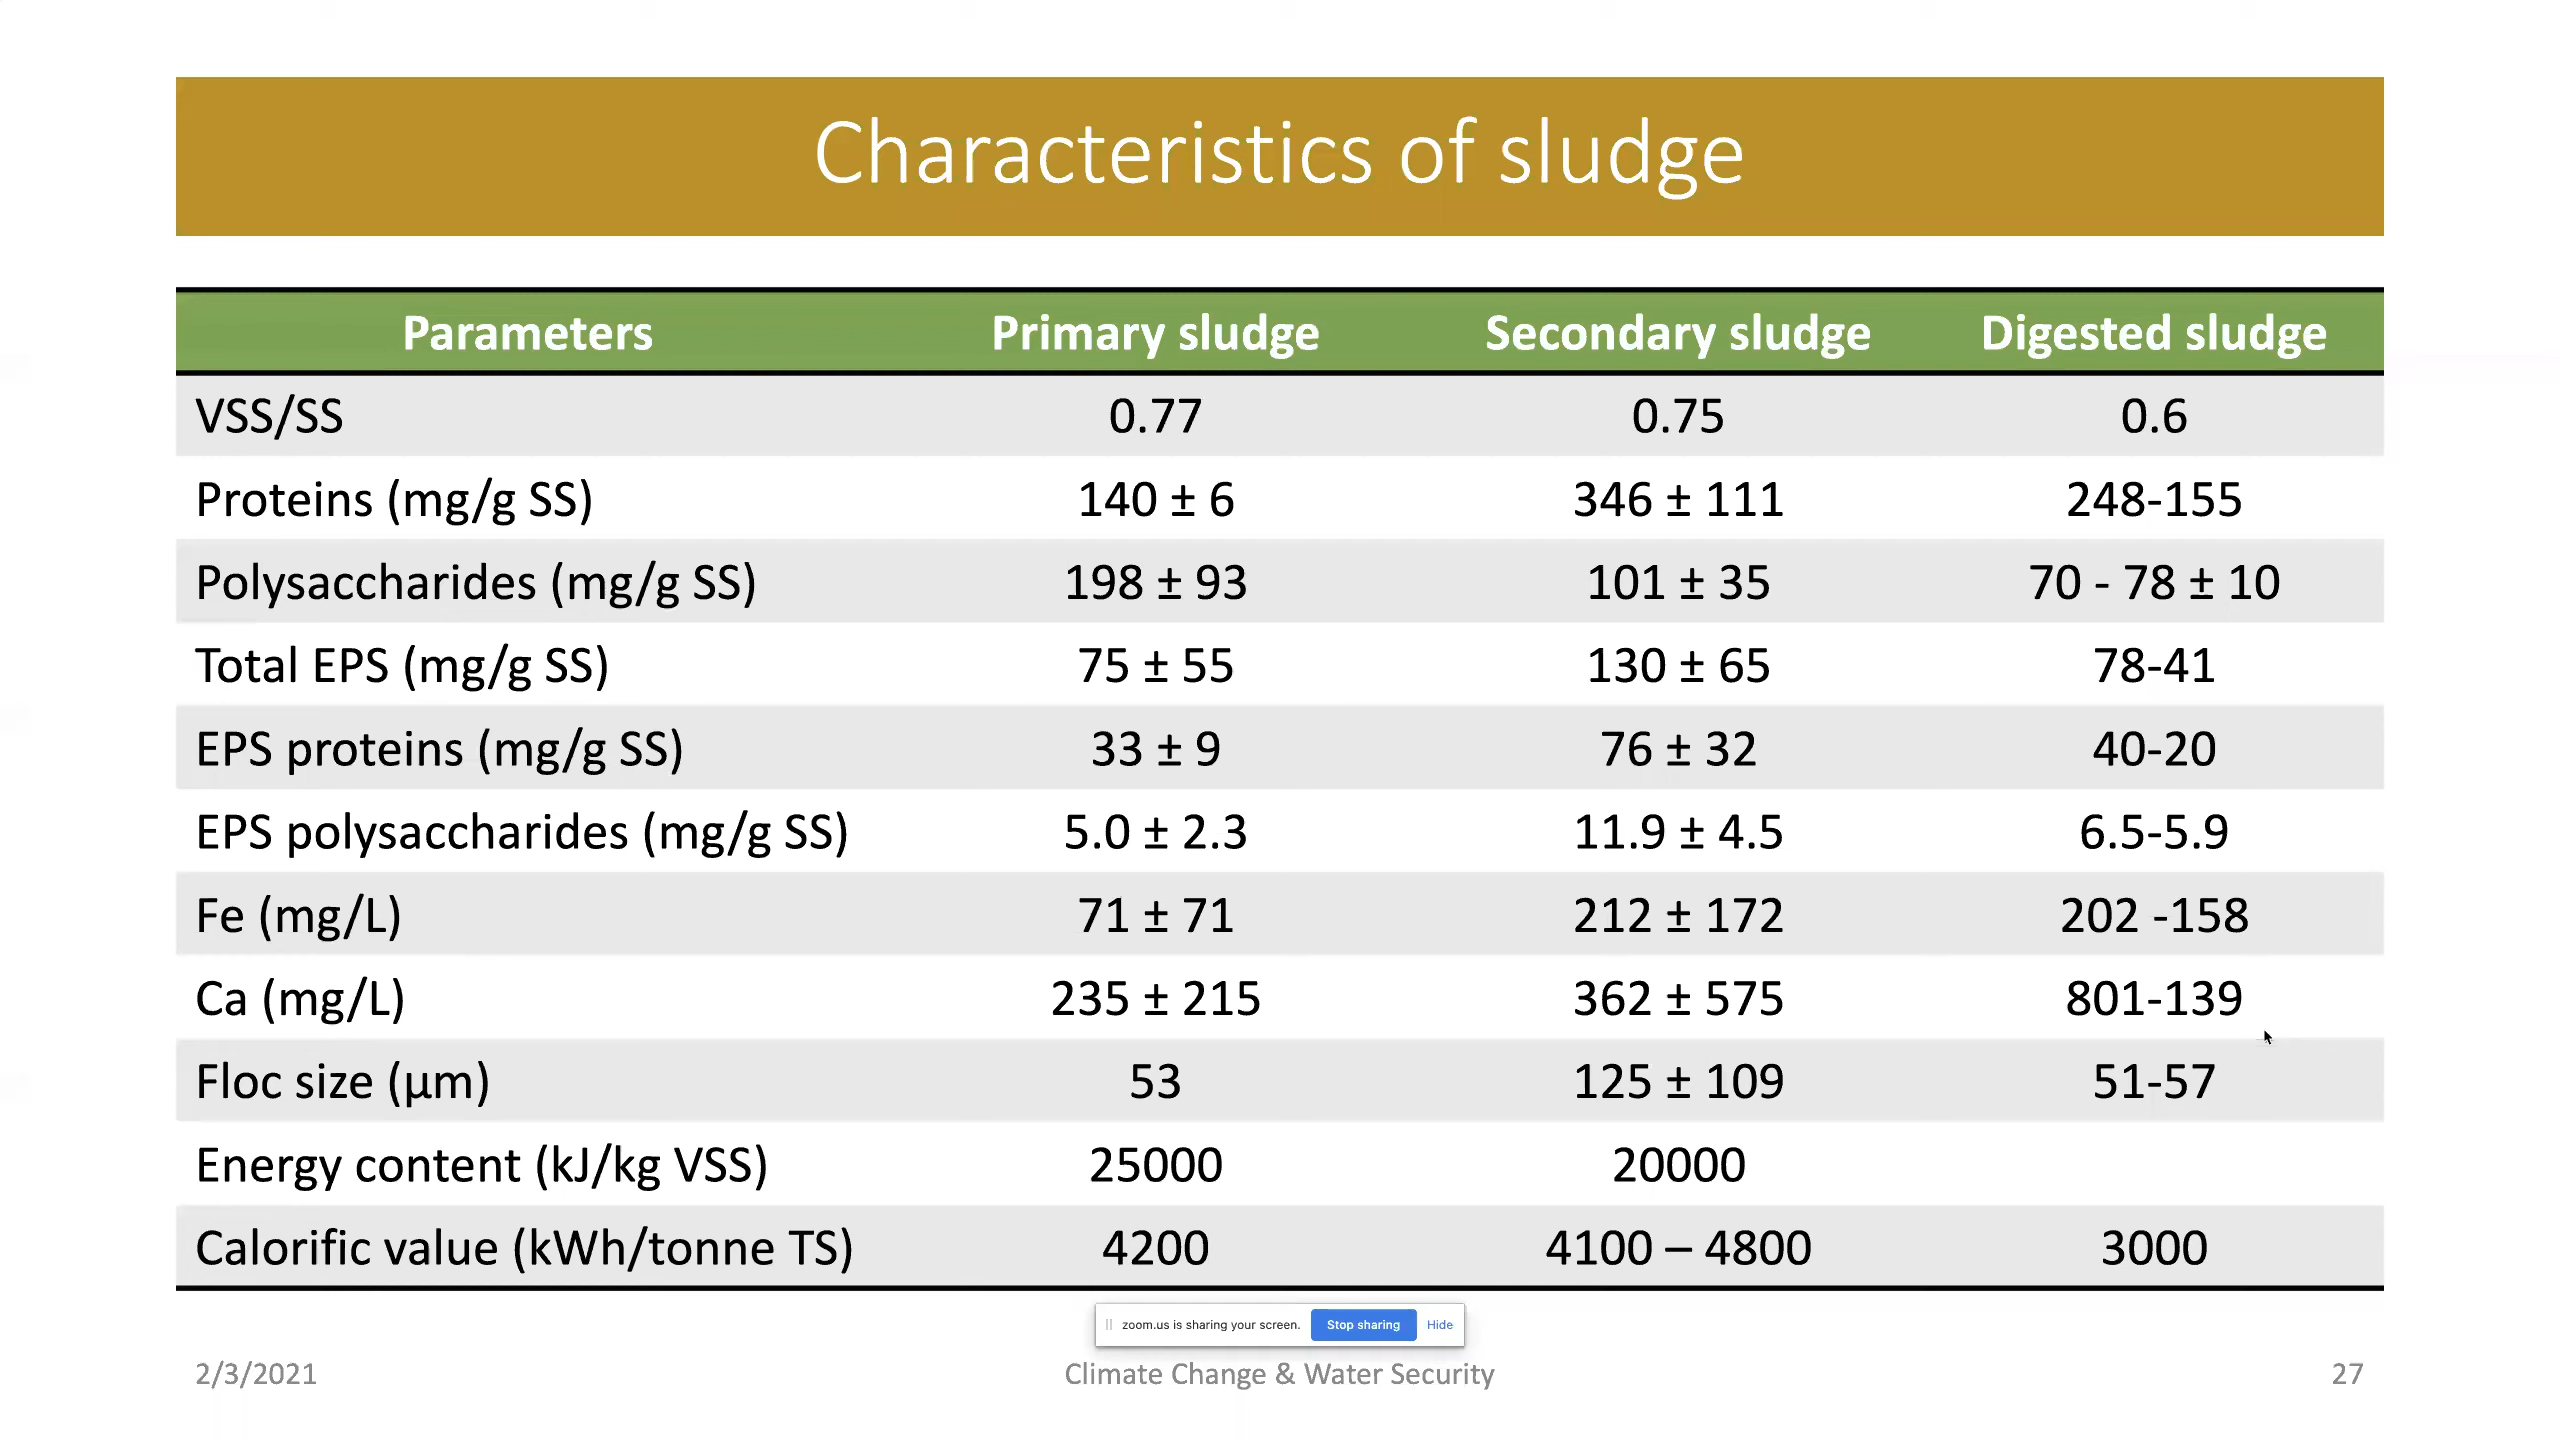 Characteristics of sludge
Parameters Primary sludge Secondary sludge Digested sludge
VSS/SS 0.77 0.75 0.6
Proteins (mg/g SS) 140 ± 6 346 ± 111 248-155
Polysaccharides (mg/g SS) 198 ± 93 101 ± 35 70 - 78 ± 10
Total EPS (mg/g SS) 75 ± 55 130 ± 65 78-41
EPS proteins (mg/g SS) 33 ± 9 76 ± 32 40-20
EPS polysaccharides (mg/g SS) 5.0 ± 2.3 11.9 ± 4.5 6.5-5.9
Fe (mg/L) 71 ± 71 212 ± 172 202 -158
Ca (mg/L) 235 ± 215 362 ± 575 801-139
Floc size (µm) 53 125 ± 109 51-57
Energy content (kJ/kg VSS) 25000 20000
Calorific value (kWh/tonne TS) 4200 4100 – 4800 3000
zoom.us is sharing your screen. Stop sharing Hide
2/3/2021 Climate Change & Water Security 27